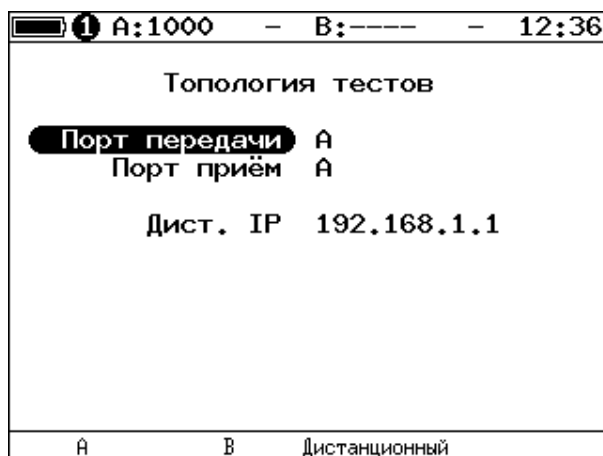 1 A:1000 – B:---- – 12:36
Топология тестов
Порт передачи A
Порт приём A
Дист. IP 192.168.1.1
A B Дистанционный